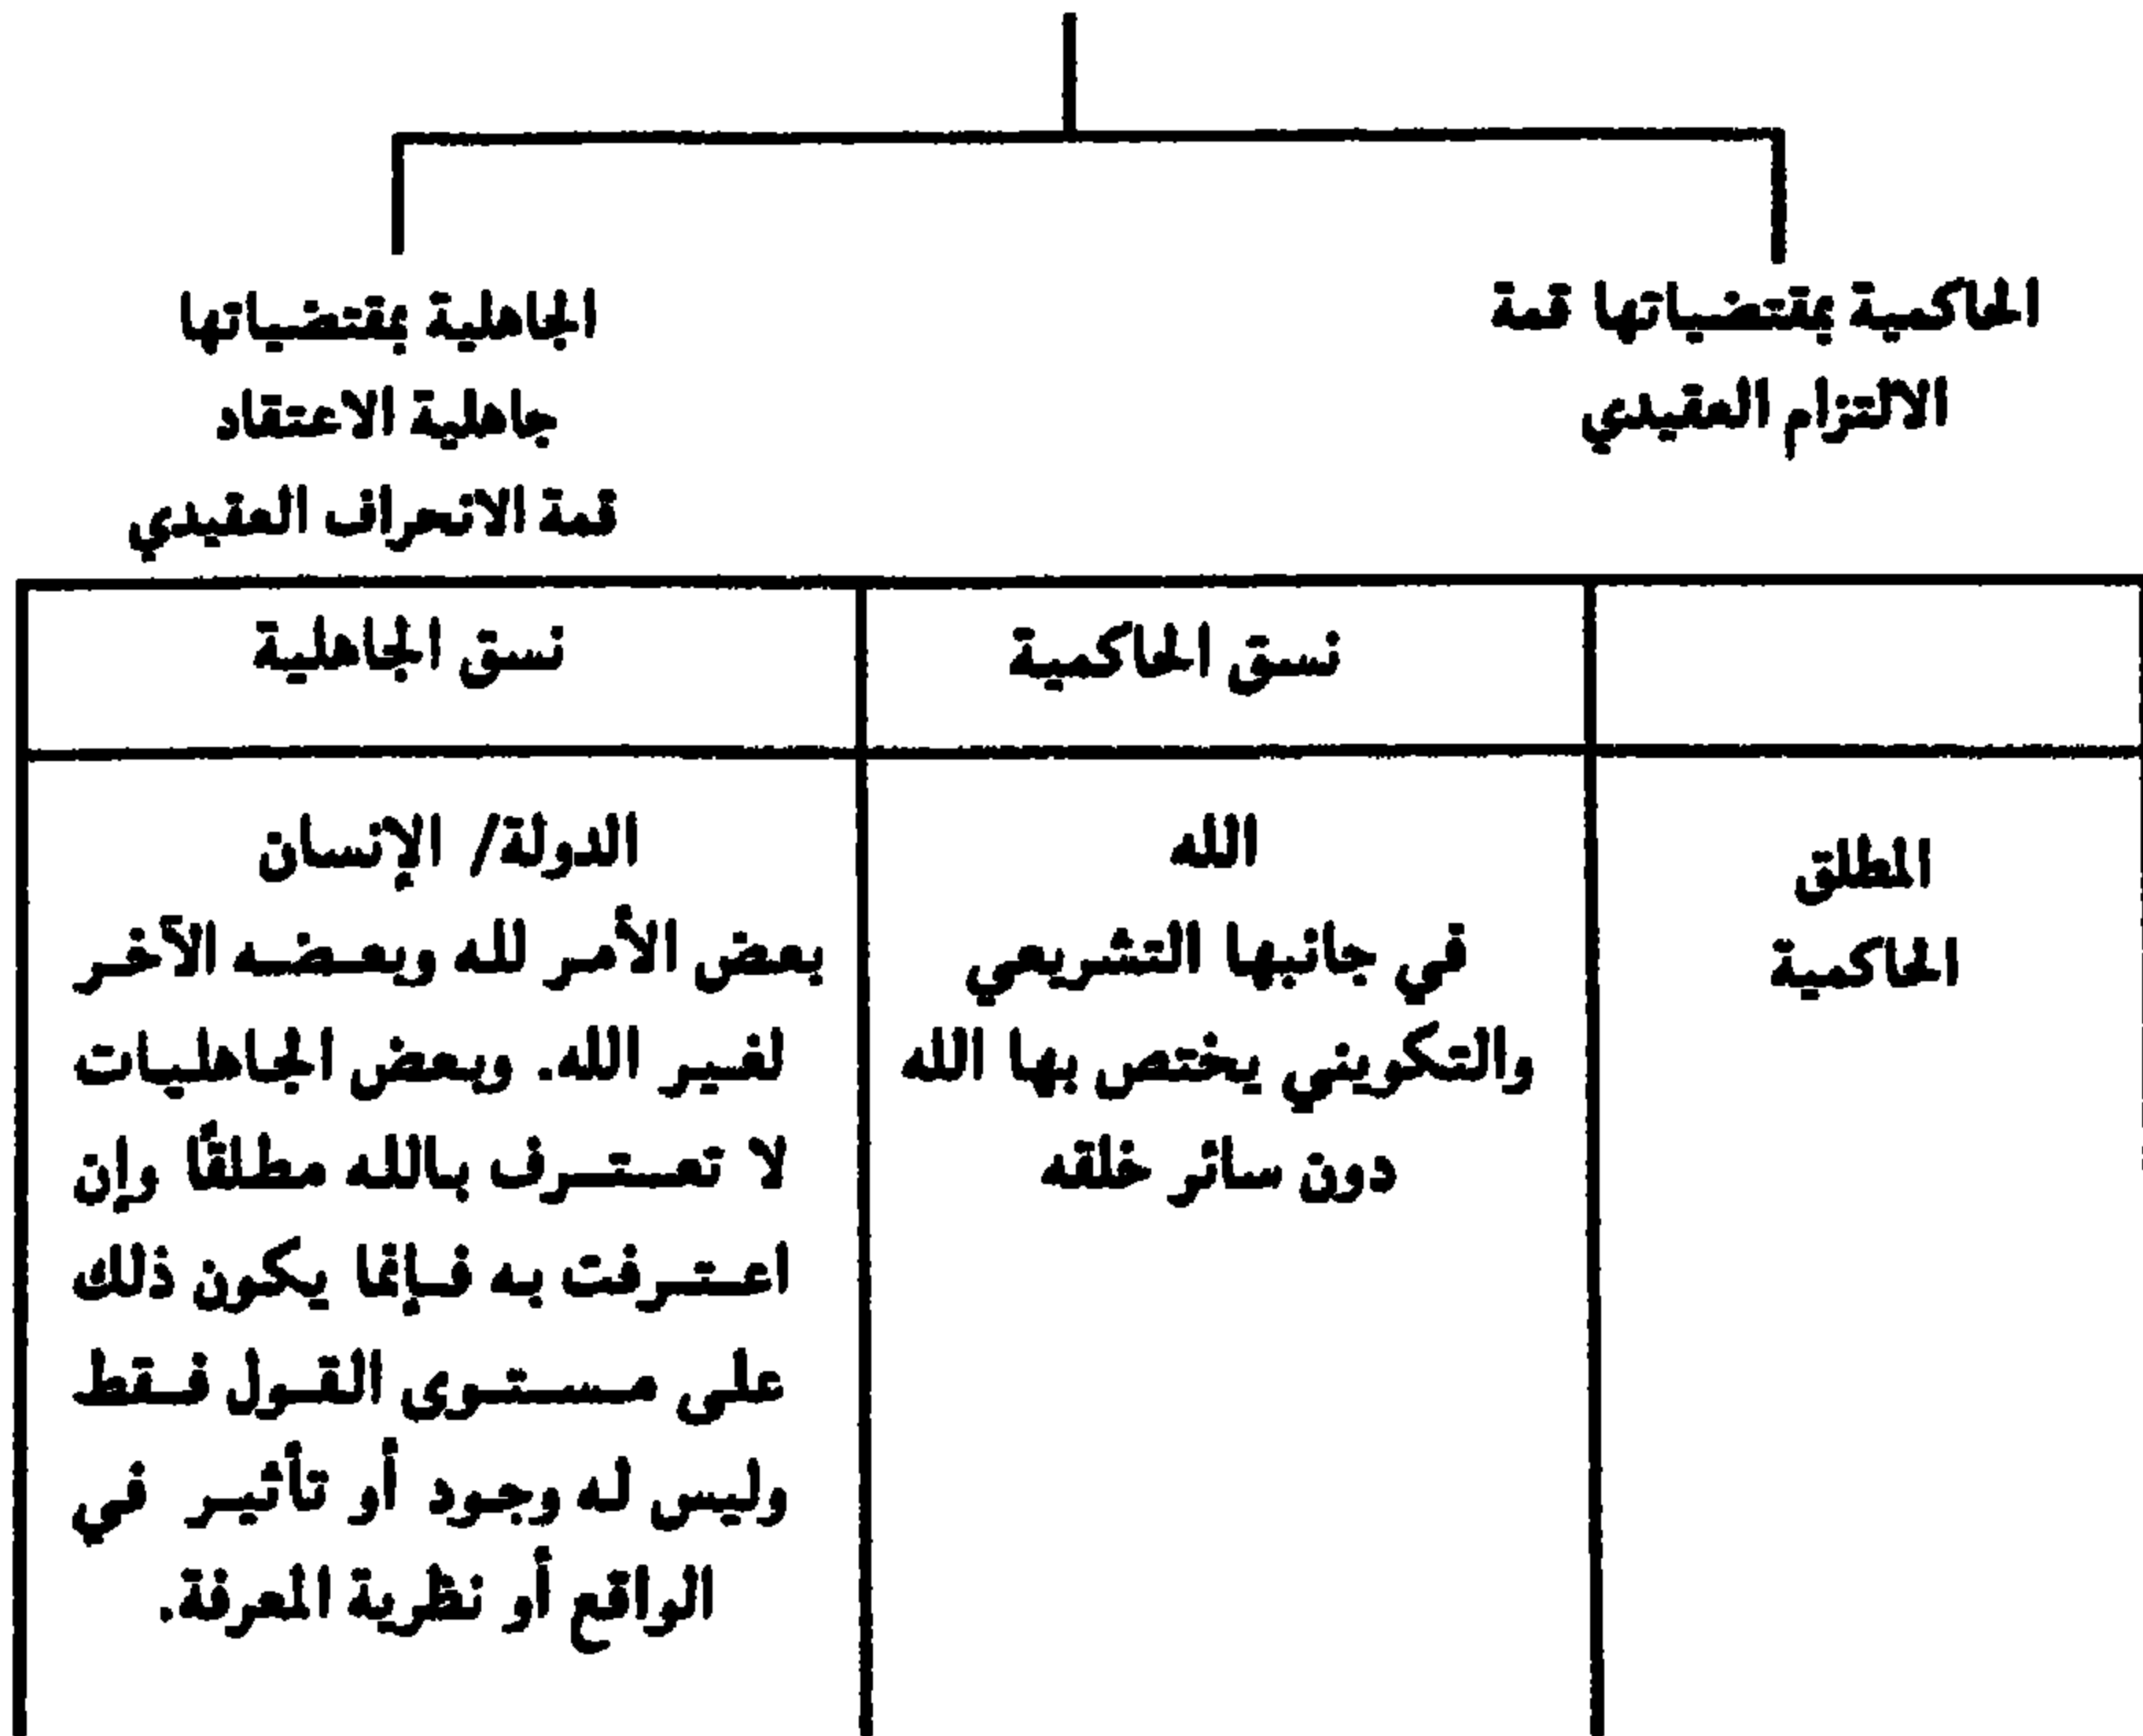 الحاكمية بمقتضياتها قمة
الالتزام العقيدي
الجاهلية بمقتضياتها
جاهلية الاعتقاد
قمة الانحراف العقيدي
نسق الحاكمية
نسق الجاهلية
المطلق
الحاكمية
الله
في جانبها التشريعي
والتكويني يختص بها الله
دون سائر خلقه
الدولة/ الإنسان
بعض الأمر لله وبعضه الآخر
لغير الله. وبعض الجاهليات
لا تعترف بالله مطلقًا وإن
اعترفت به فإنما يكون ذلك
على مستوى القول فقط
وليس له وجود أو تأثير في
الواقع أو نظرية المعرفة.